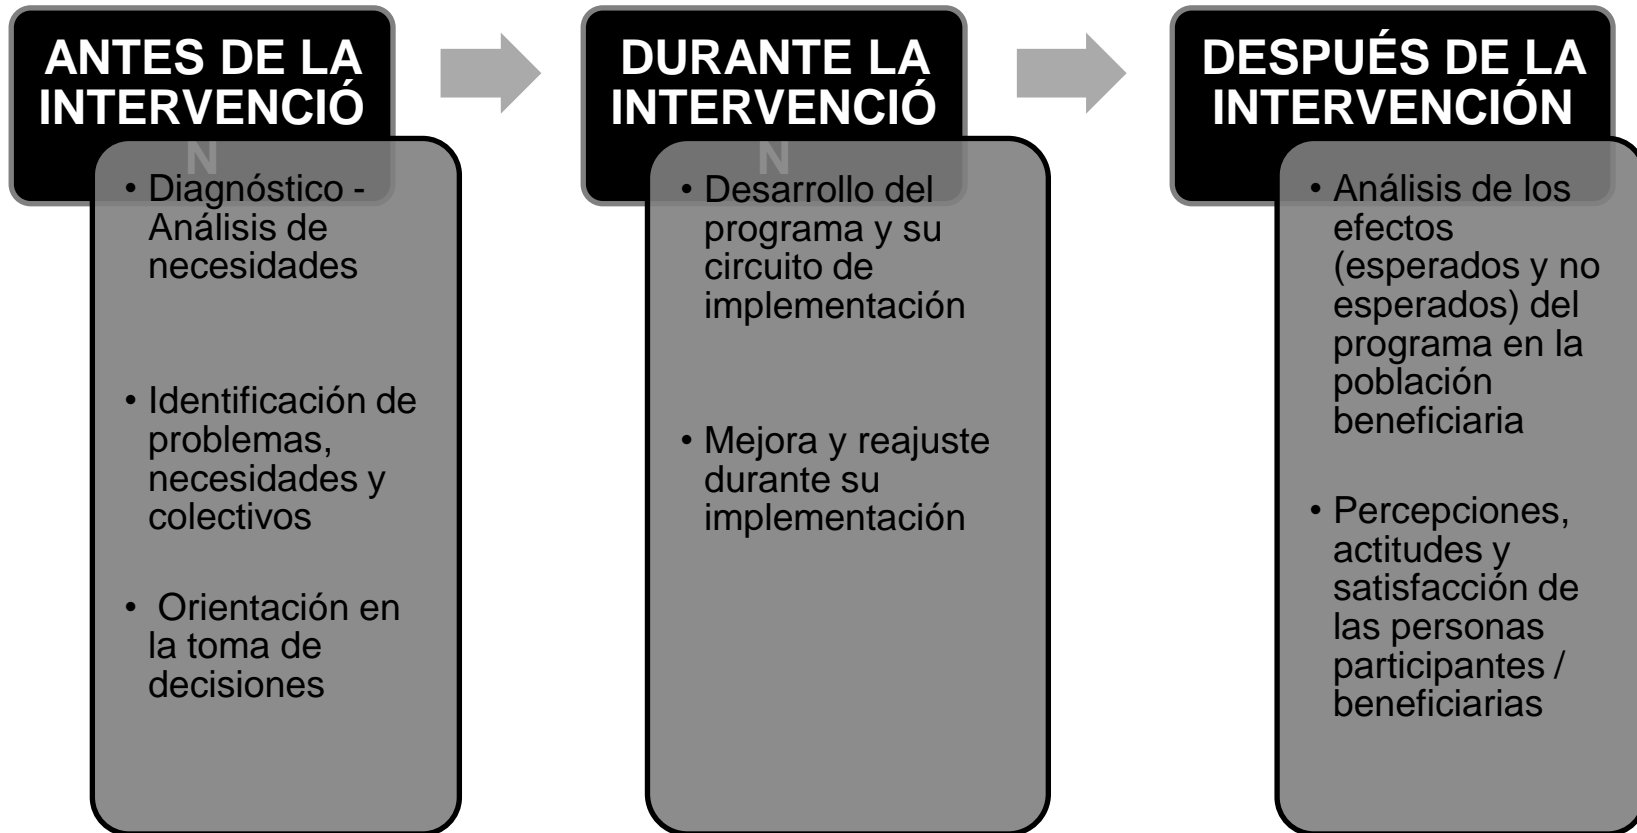 ANTES DE LA
INTERVENCIÓ
N
• Diagnóstico -
Análisis de
necesidades
• Identificación de
problemas,
necesidades y
colectivos
• Orientación en
la toma de
decisiones
DURANTE LA
INTERVENCIÓ
N
• Desarrollo del
programa y su
circuito de
implementación
• Mejora y reajuste
durante su
implementación
DESPUÉS DE LA
INTERVENCIÓN
• Análisis de los
efectos
(esperados y no
esperados) del
programa en la
población
beneficiaria
• Percepciones,
actitudes y
satisfacción de
las personas
participantes /
beneficiarias